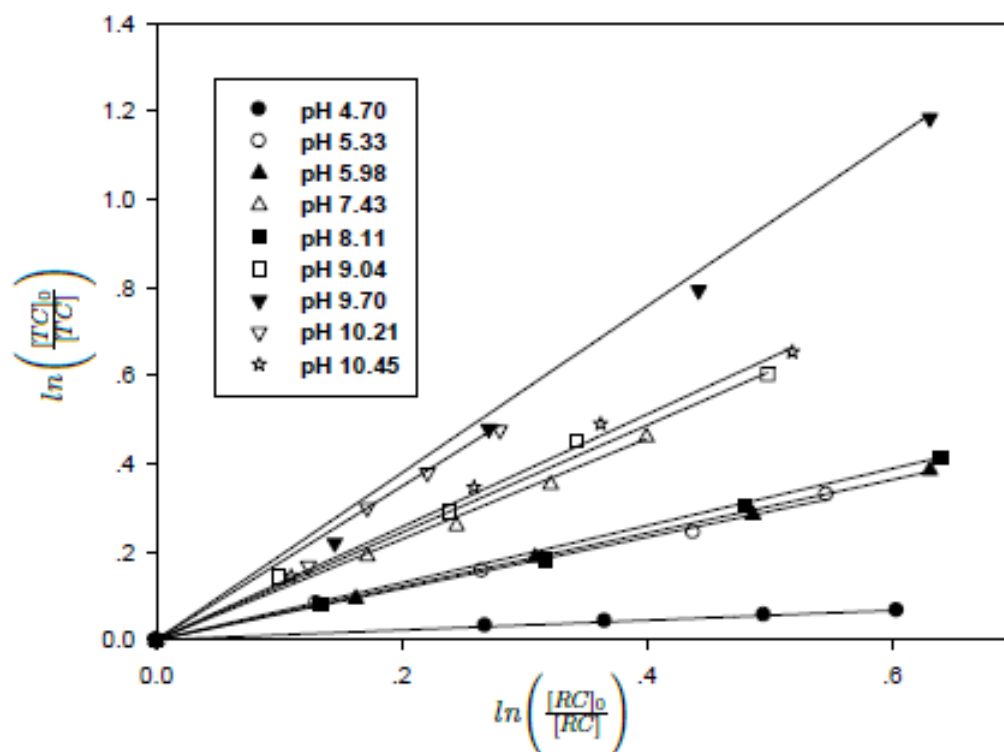 1.4
1.2
1.0
.8
.6
.4
.2
0.0
ln([TC]₀/[TC])
pH 4.70
pH 5.33
pH 5.98
pH 7.43
pH 8.11
pH 9.04
pH 9.70
pH 10.21
pH 10.45
0.0 .2 .4 .6
ln([RC]₀/[RC])